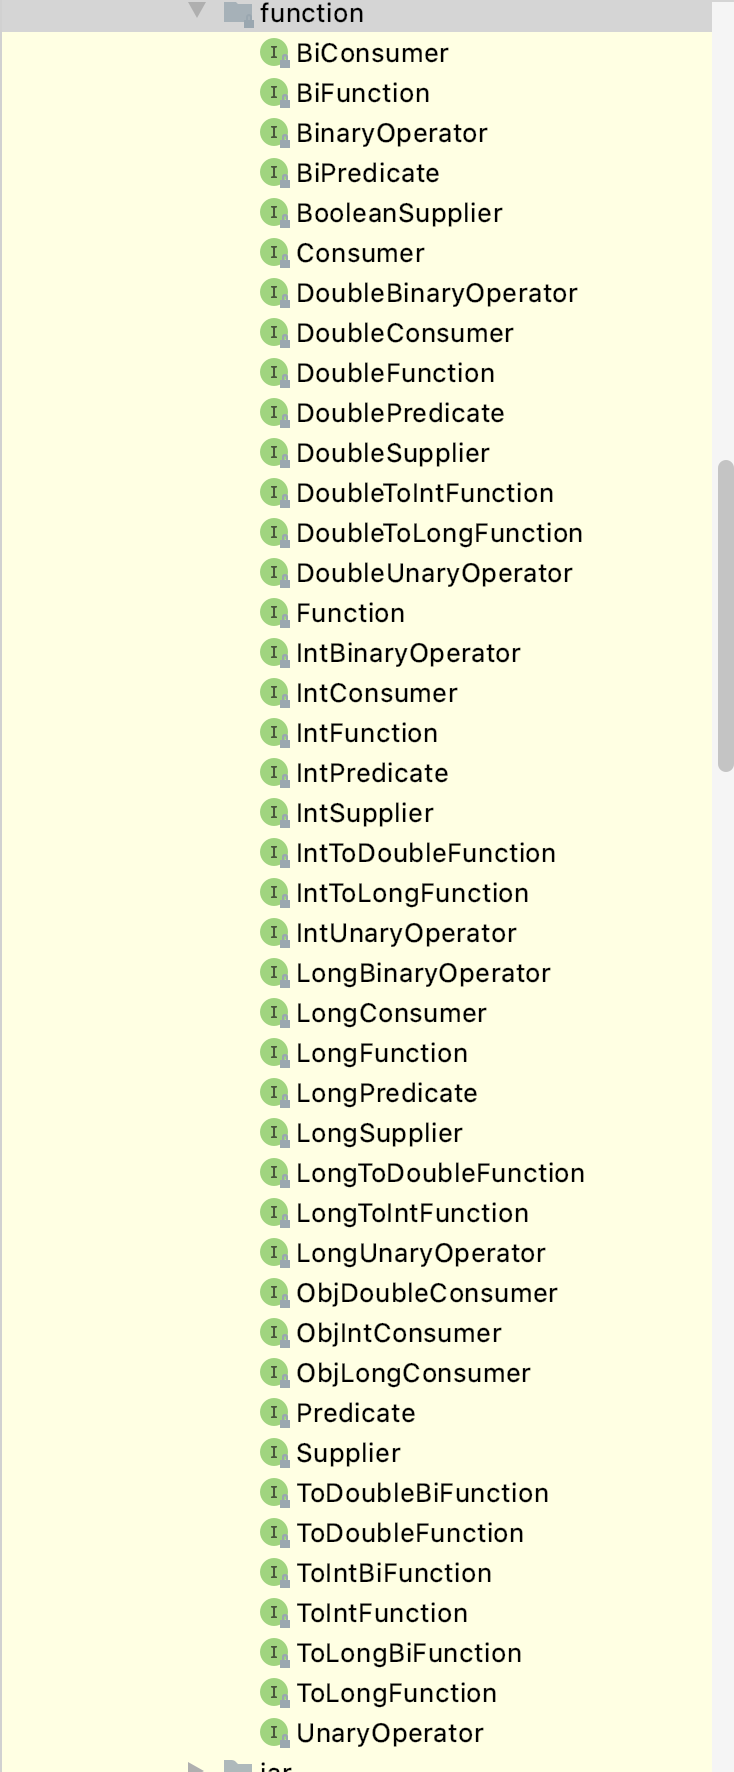 function
BiConsumer
BiFunction
BinaryOperator
BiPredicate
BooleanSupplier
Consumer
DoubleBinaryOperator
DoubleConsumer
DoubleFunction
DoublePredicate
DoubleSupplier
DoubleToIntFunction
DoubleToLongFunction
DoubleUnaryOperator
Function
IntBinaryOperator
IntConsumer
IntFunction
IntPredicate
IntSupplier
IntToDoubleFunction
IntToLongFunction
IntUnaryOperator
LongBinaryOperator
LongConsumer
LongFunction
LongPredicate
LongSupplier
LongToDoubleFunction
LongToIntFunction
LongUnaryOperator
ObjDoubleConsumer
ObjIntConsumer
ObjLongConsumer
Predicate
Supplier
ToDoubleBiFunction
ToDoubleFunction
ToIntBiFunction
ToIntFunction
ToLongBiFunction
ToLongFunction
UnaryOperator
jar